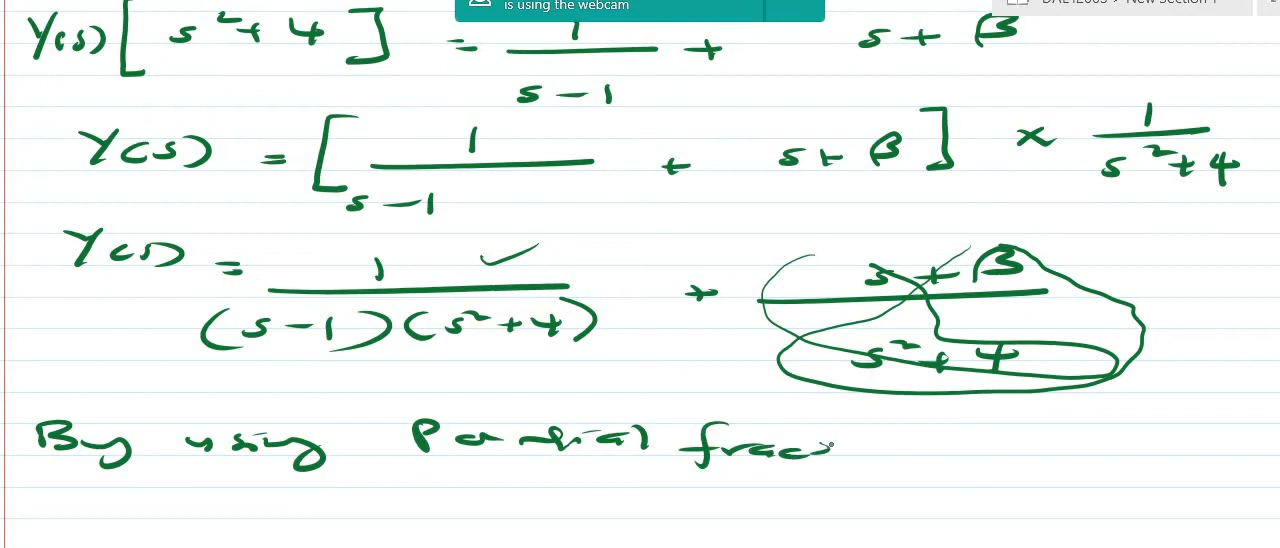 is using the webcam
Y(s)[ s²+ 4 ] = 1/(s-1) + s+ β
Y(s) = [ 1/(s-1) + s+ β ] × 1/(s²+4)
Y(s) = 1/((s-1)(s²+4)) ✓ + (s+β)/(s²+4)
By using Partial frac